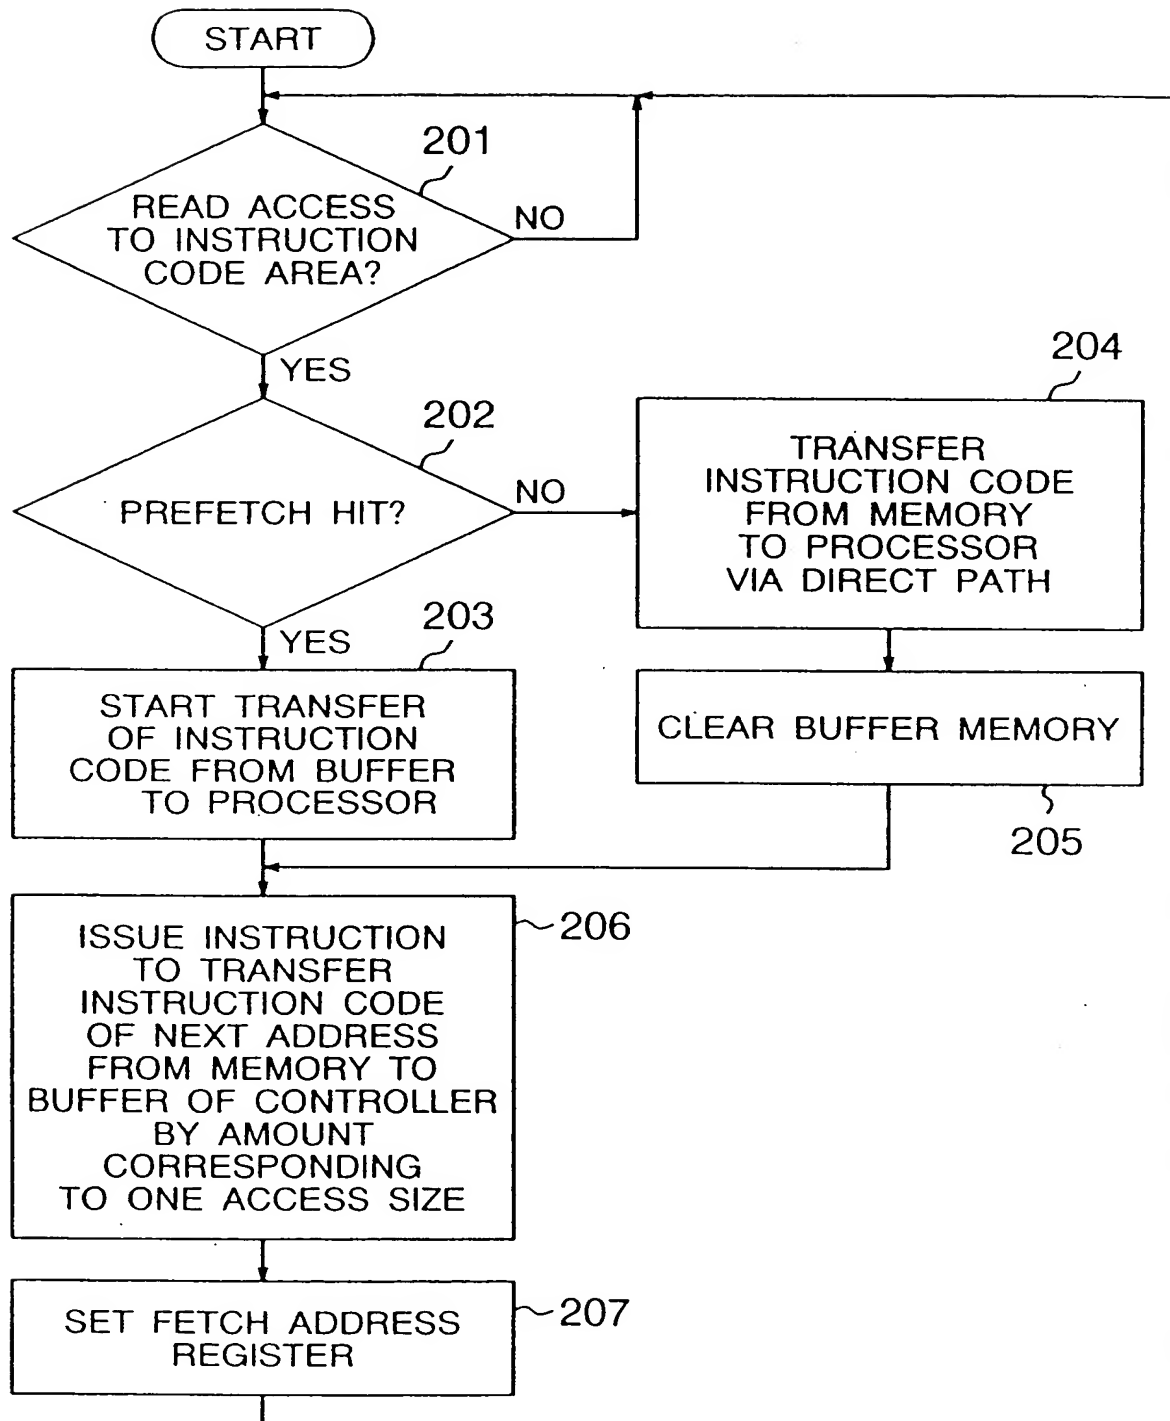 START
201
READ ACCESS
TO INSTRUCTION
CODE AREA?
NO
YES
202
PREFETCH HIT?
NO
YES
204
TRANSFER
INSTRUCTION CODE
FROM MEMORY
TO PROCESSOR
VIA DIRECT PATH
203
START TRANSFER
OF INSTRUCTION
CODE FROM BUFFER
TO PROCESSOR
CLEAR BUFFER MEMORY
205
206
ISSUE INSTRUCTION
TO TRANSFER
INSTRUCTION CODE
OF NEXT ADDRESS
FROM MEMORY TO
BUFFER OF CONTROLLER
BY AMOUNT
CORRESPONDING
TO ONE ACCESS SIZE
207
SET FETCH ADDRESS
REGISTER